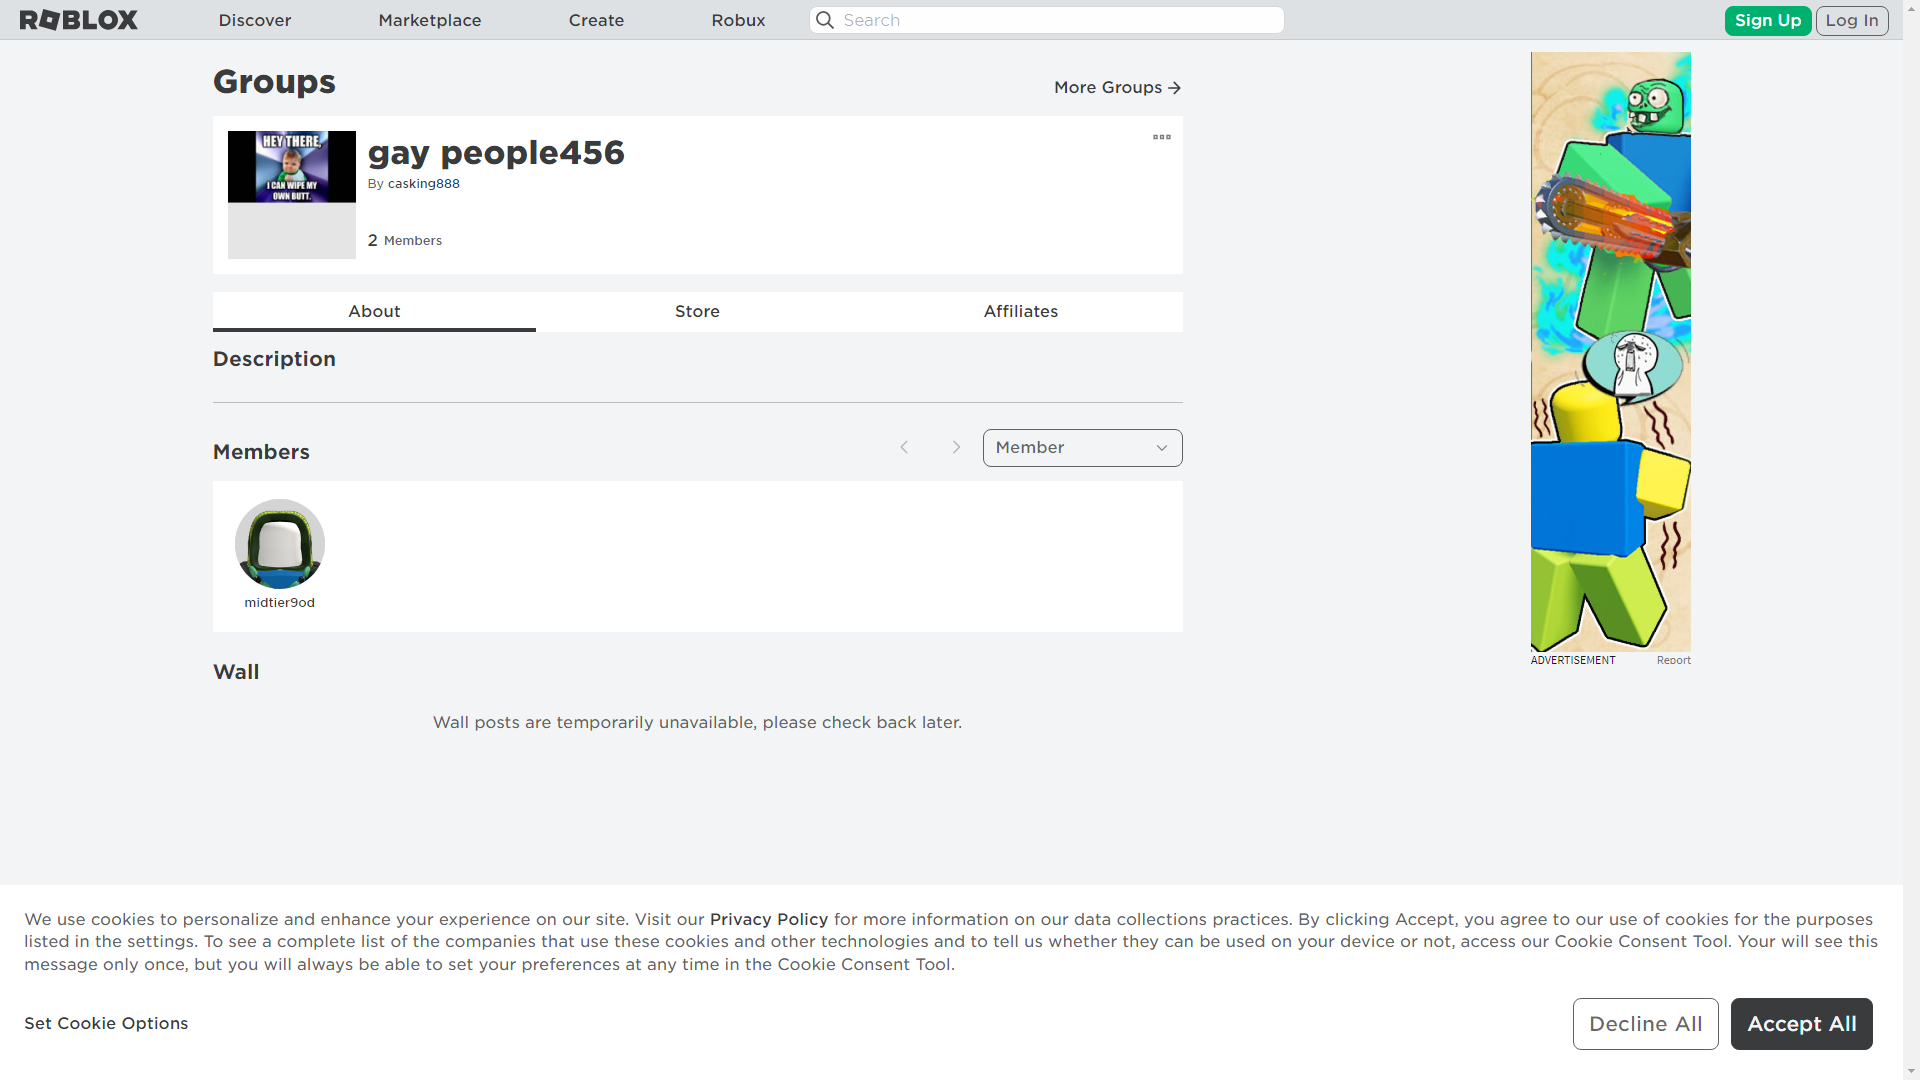 ROBLOX
Discover
Marketplace
Create
Robux
Search
Sign Up
Log In
Groups
More Groups
HEY THERE,
I CAN WIPE MY
OWN BUTT.
gay people456
By casking888
2 Members
About
Store
Affiliates
Description
Members
Member
midtier9od
Wall
Wall posts are temporarily unavailable, please check back later.
ADVERTISEMENT
Report
We use cookies to personalize and enhance your experience on our site. Visit our Privacy Policy for more information on our data collections practices. By clicking Accept, you agree to our use of cookies for the purposes
listed in the settings. To see a complete list of the companies that use these cookies and other technologies and to tell us whether they can be used on your device or not, access our Cookie Consent Tool. Your will see this
message only once, but you will always be able to set your preferences at any time in the Cookie Consent Tool.
Set Cookie Options
Decline All
Accept All